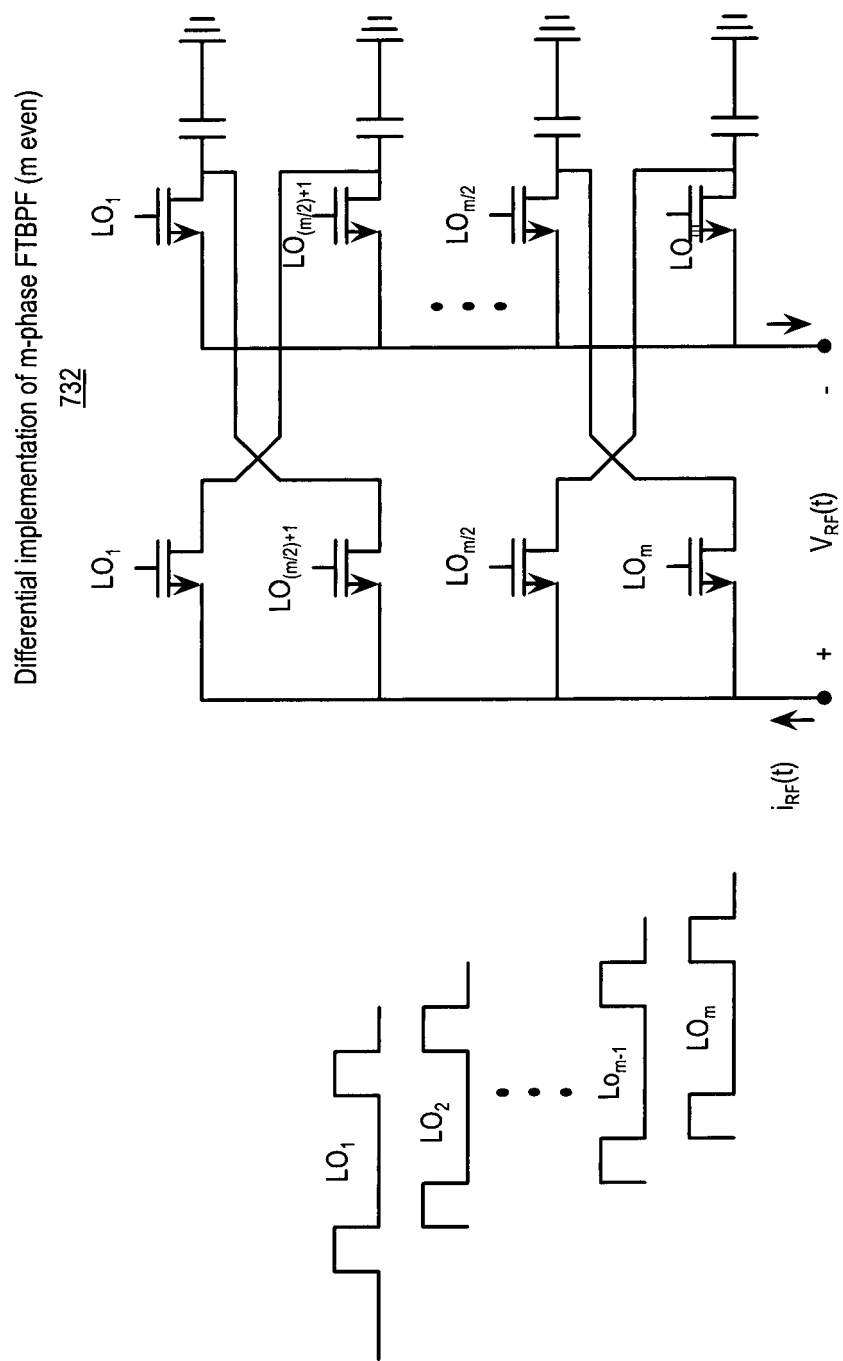 Differential implementation of m-phase FTBPF (m even)
732
LO1
LO(m/2)+1
LOm/2
LOm
LO1
LO(m/2)+1
LOm/2
LO
iRF(t)
+
VRF(t)
-
LO1
LO2
Lom-1
LOm